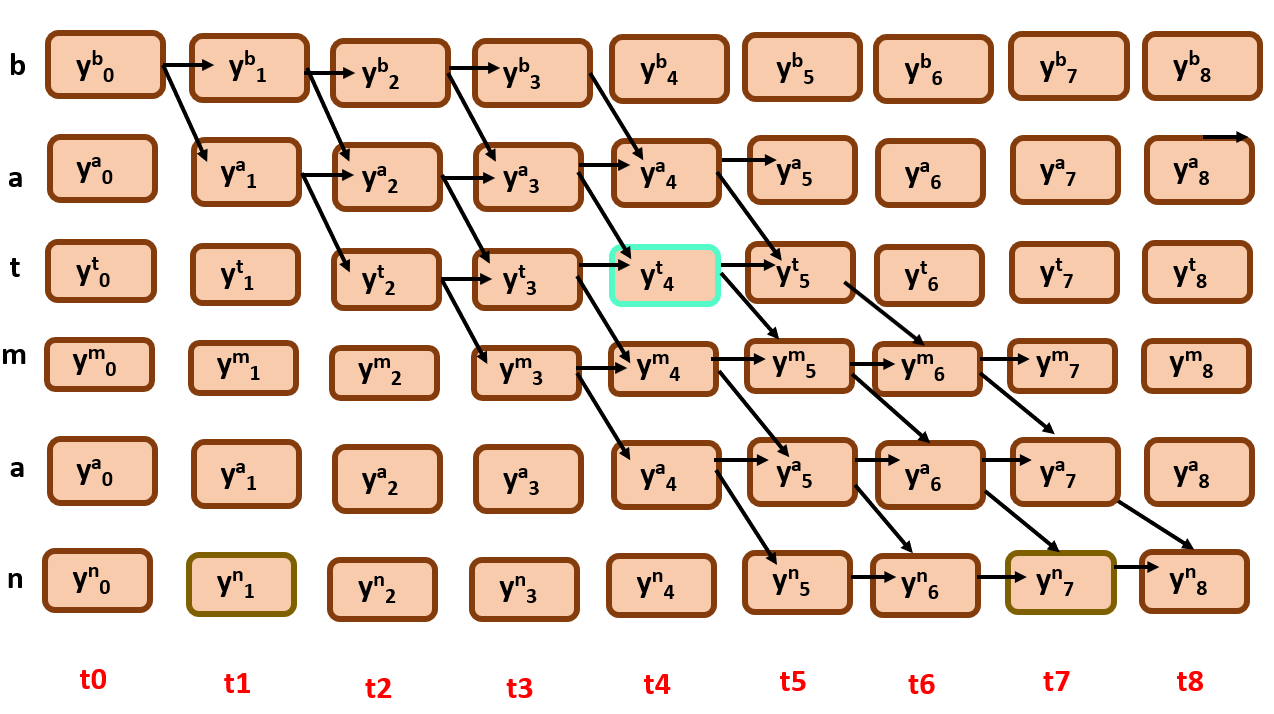 b y^b_0 y^b_1 y^b_2 y^b_3 y^b_4 y^b_5 y^b_6 y^b_7 y^b_8
a y^a_0 y^a_1 y^a_2 y^a_3 y^a_4 y^a_5 y^a_6 y^a_7 y^a_8
t y^t_0 y^t_1 y^t_2 y^t_3 y^t_4 y^t_5 y^t_6 y^t_7 y^t_8
m y^m_0 y^m_1 y^m_2 y^m_3 y^m_4 y^m_5 y^m_6 y^m_7 y^m_8
a y^a_0 y^a_1 y^a_2 y^a_3 y^a_4 y^a_5 y^a_6 y^a_7 y^a_8
n y^n_0 y^n_1 y^n_2 y^n_3 y^n_4 y^n_5 y^n_6 y^n_7 y^n_8
t0 t1 t2 t3 t4 t5 t6 t7 t8